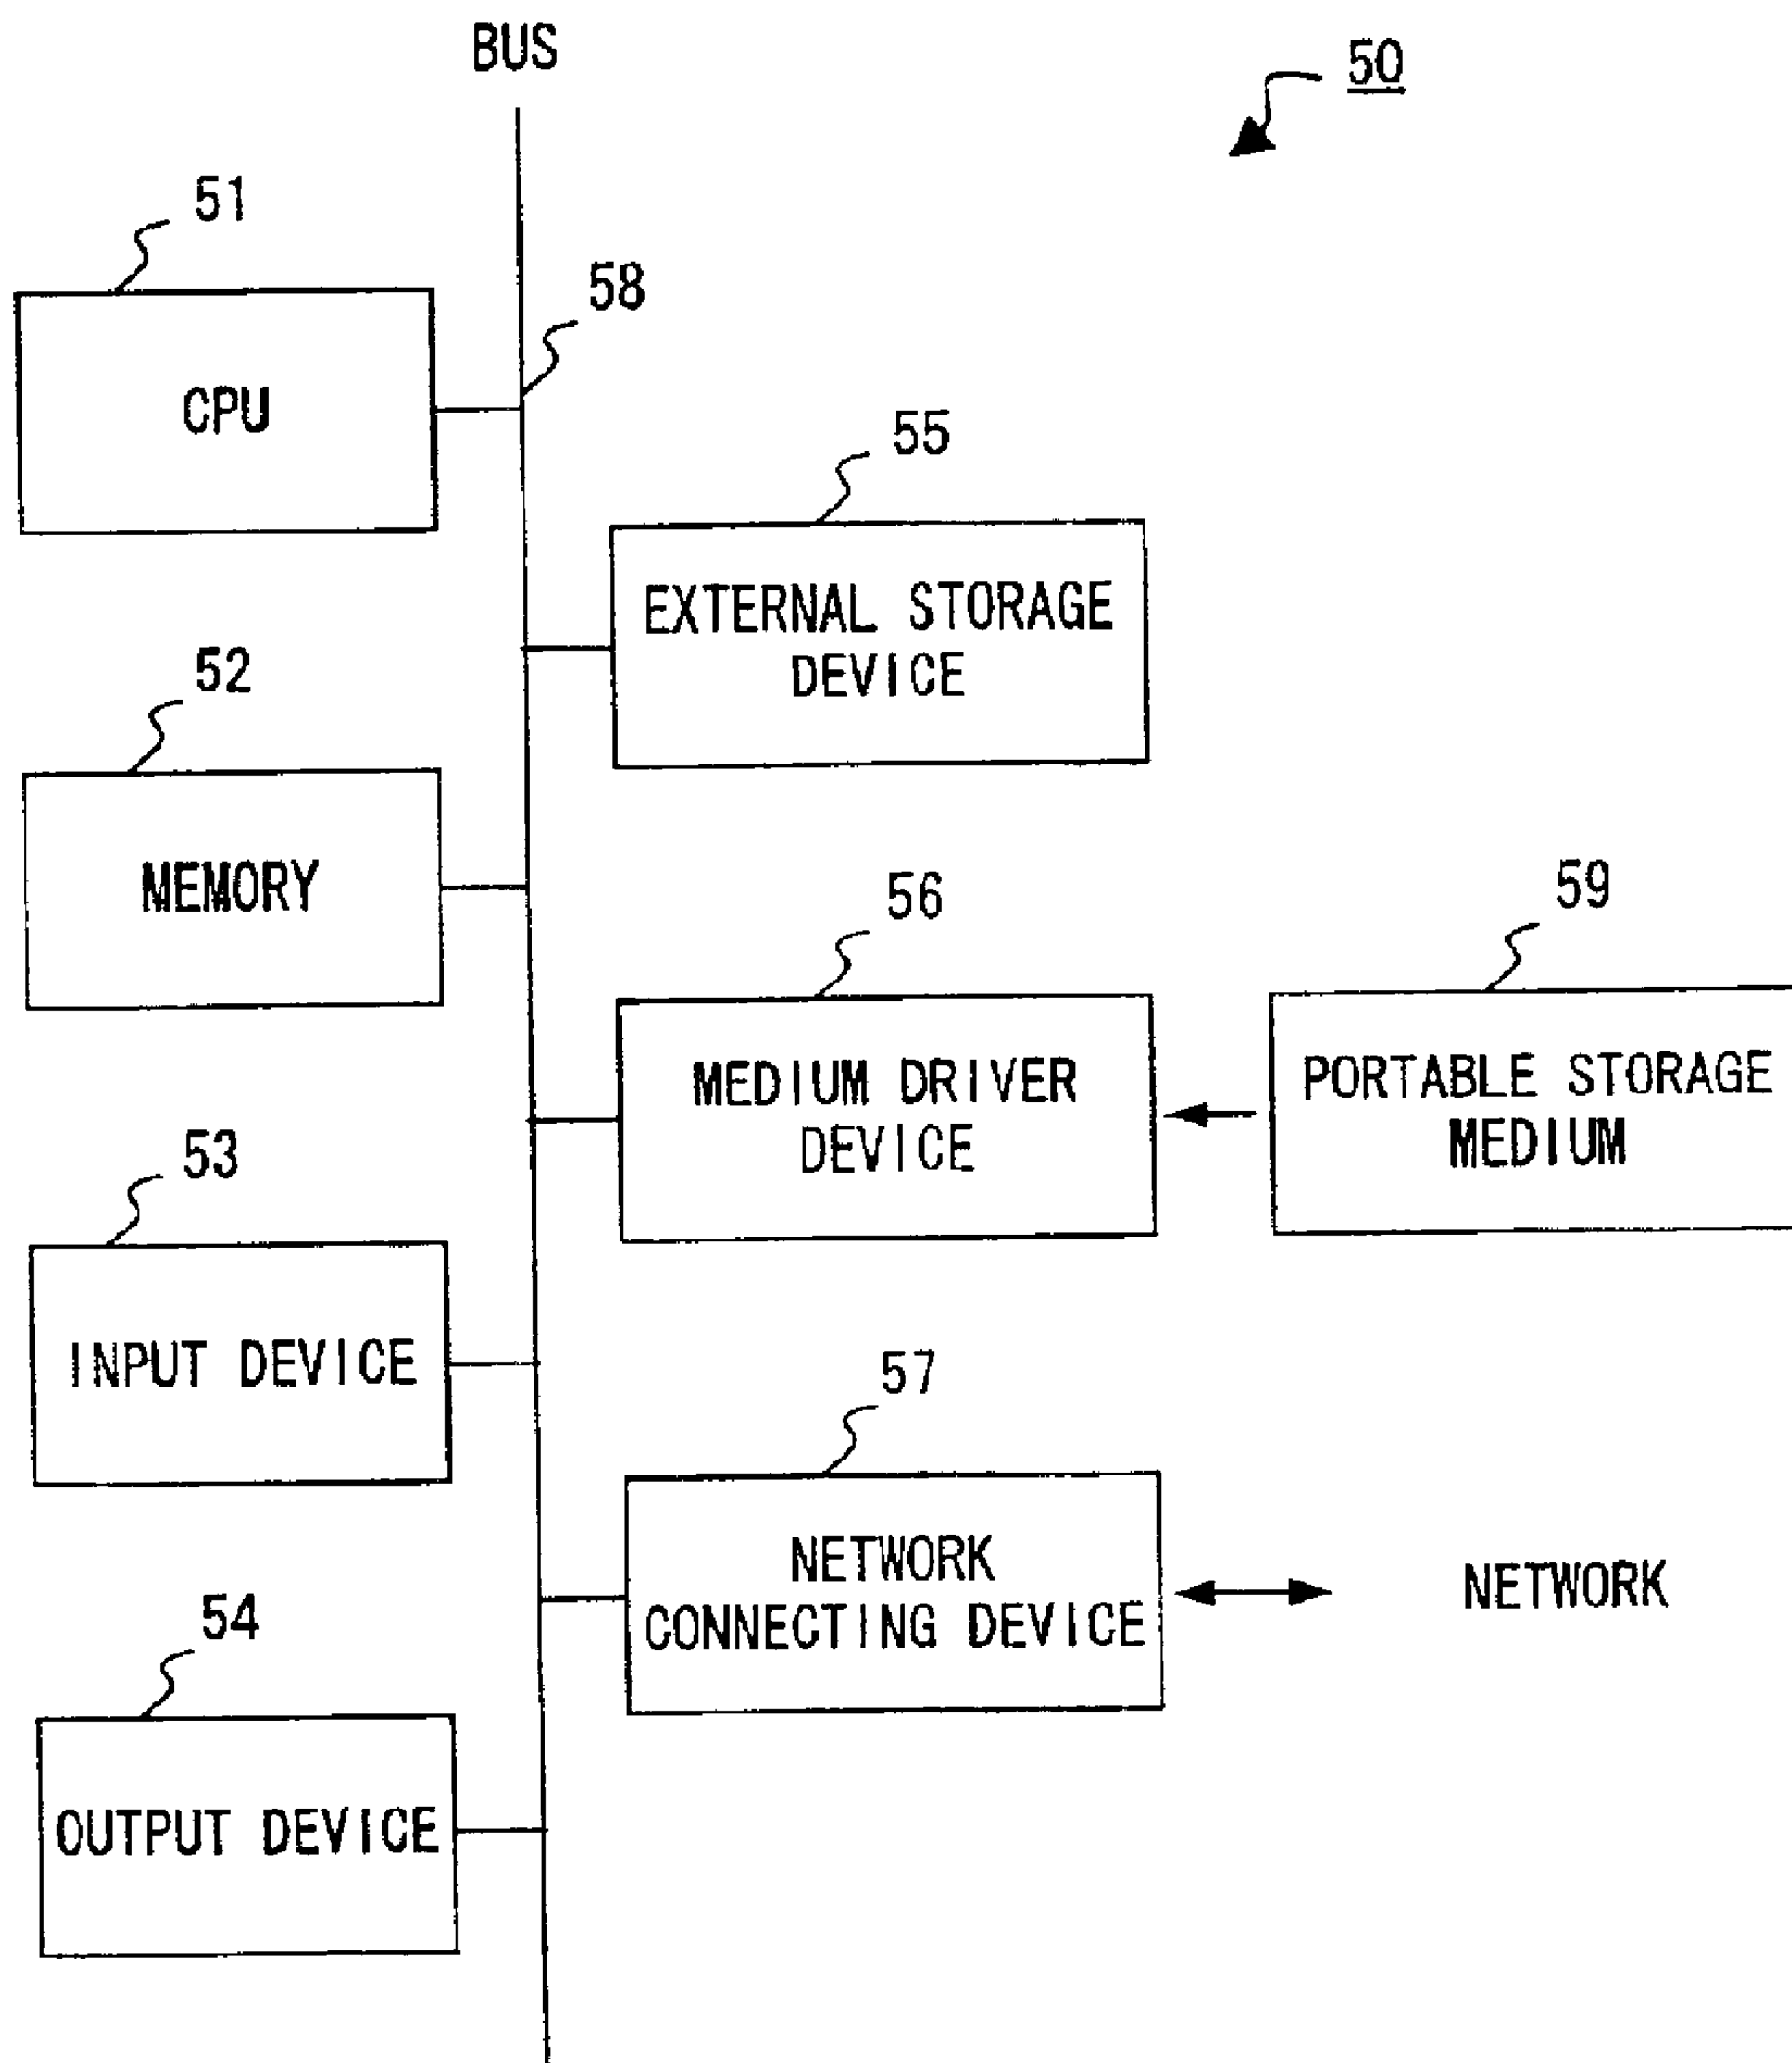 BUS
50
51
58
CPU
55
EXTERNAL STORAGE
DEVICE
52
MEMORY
56
59
MEDIUM DRIVER
DEVICE
PORTABLE STORAGE
MEDIUM
53
INPUT DEVICE
57
NETWORK
CONNECTING DEVICE
NETWORK
54
OUTPUT DEVICE